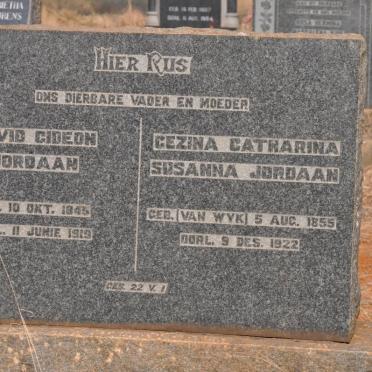 HIER RUS
ONS DIERBARE VADER EN MOEDER
VID GIDEON
JORDAAN
10 OKT. 1845
11 JUNIE 1919
GEZINA CATHARINA
SUSANNA JORDAAN
GEB. (VAN WYK) 5 AUG. 1855
OORL. 9 DES. 1922
GES. 22 V. 1